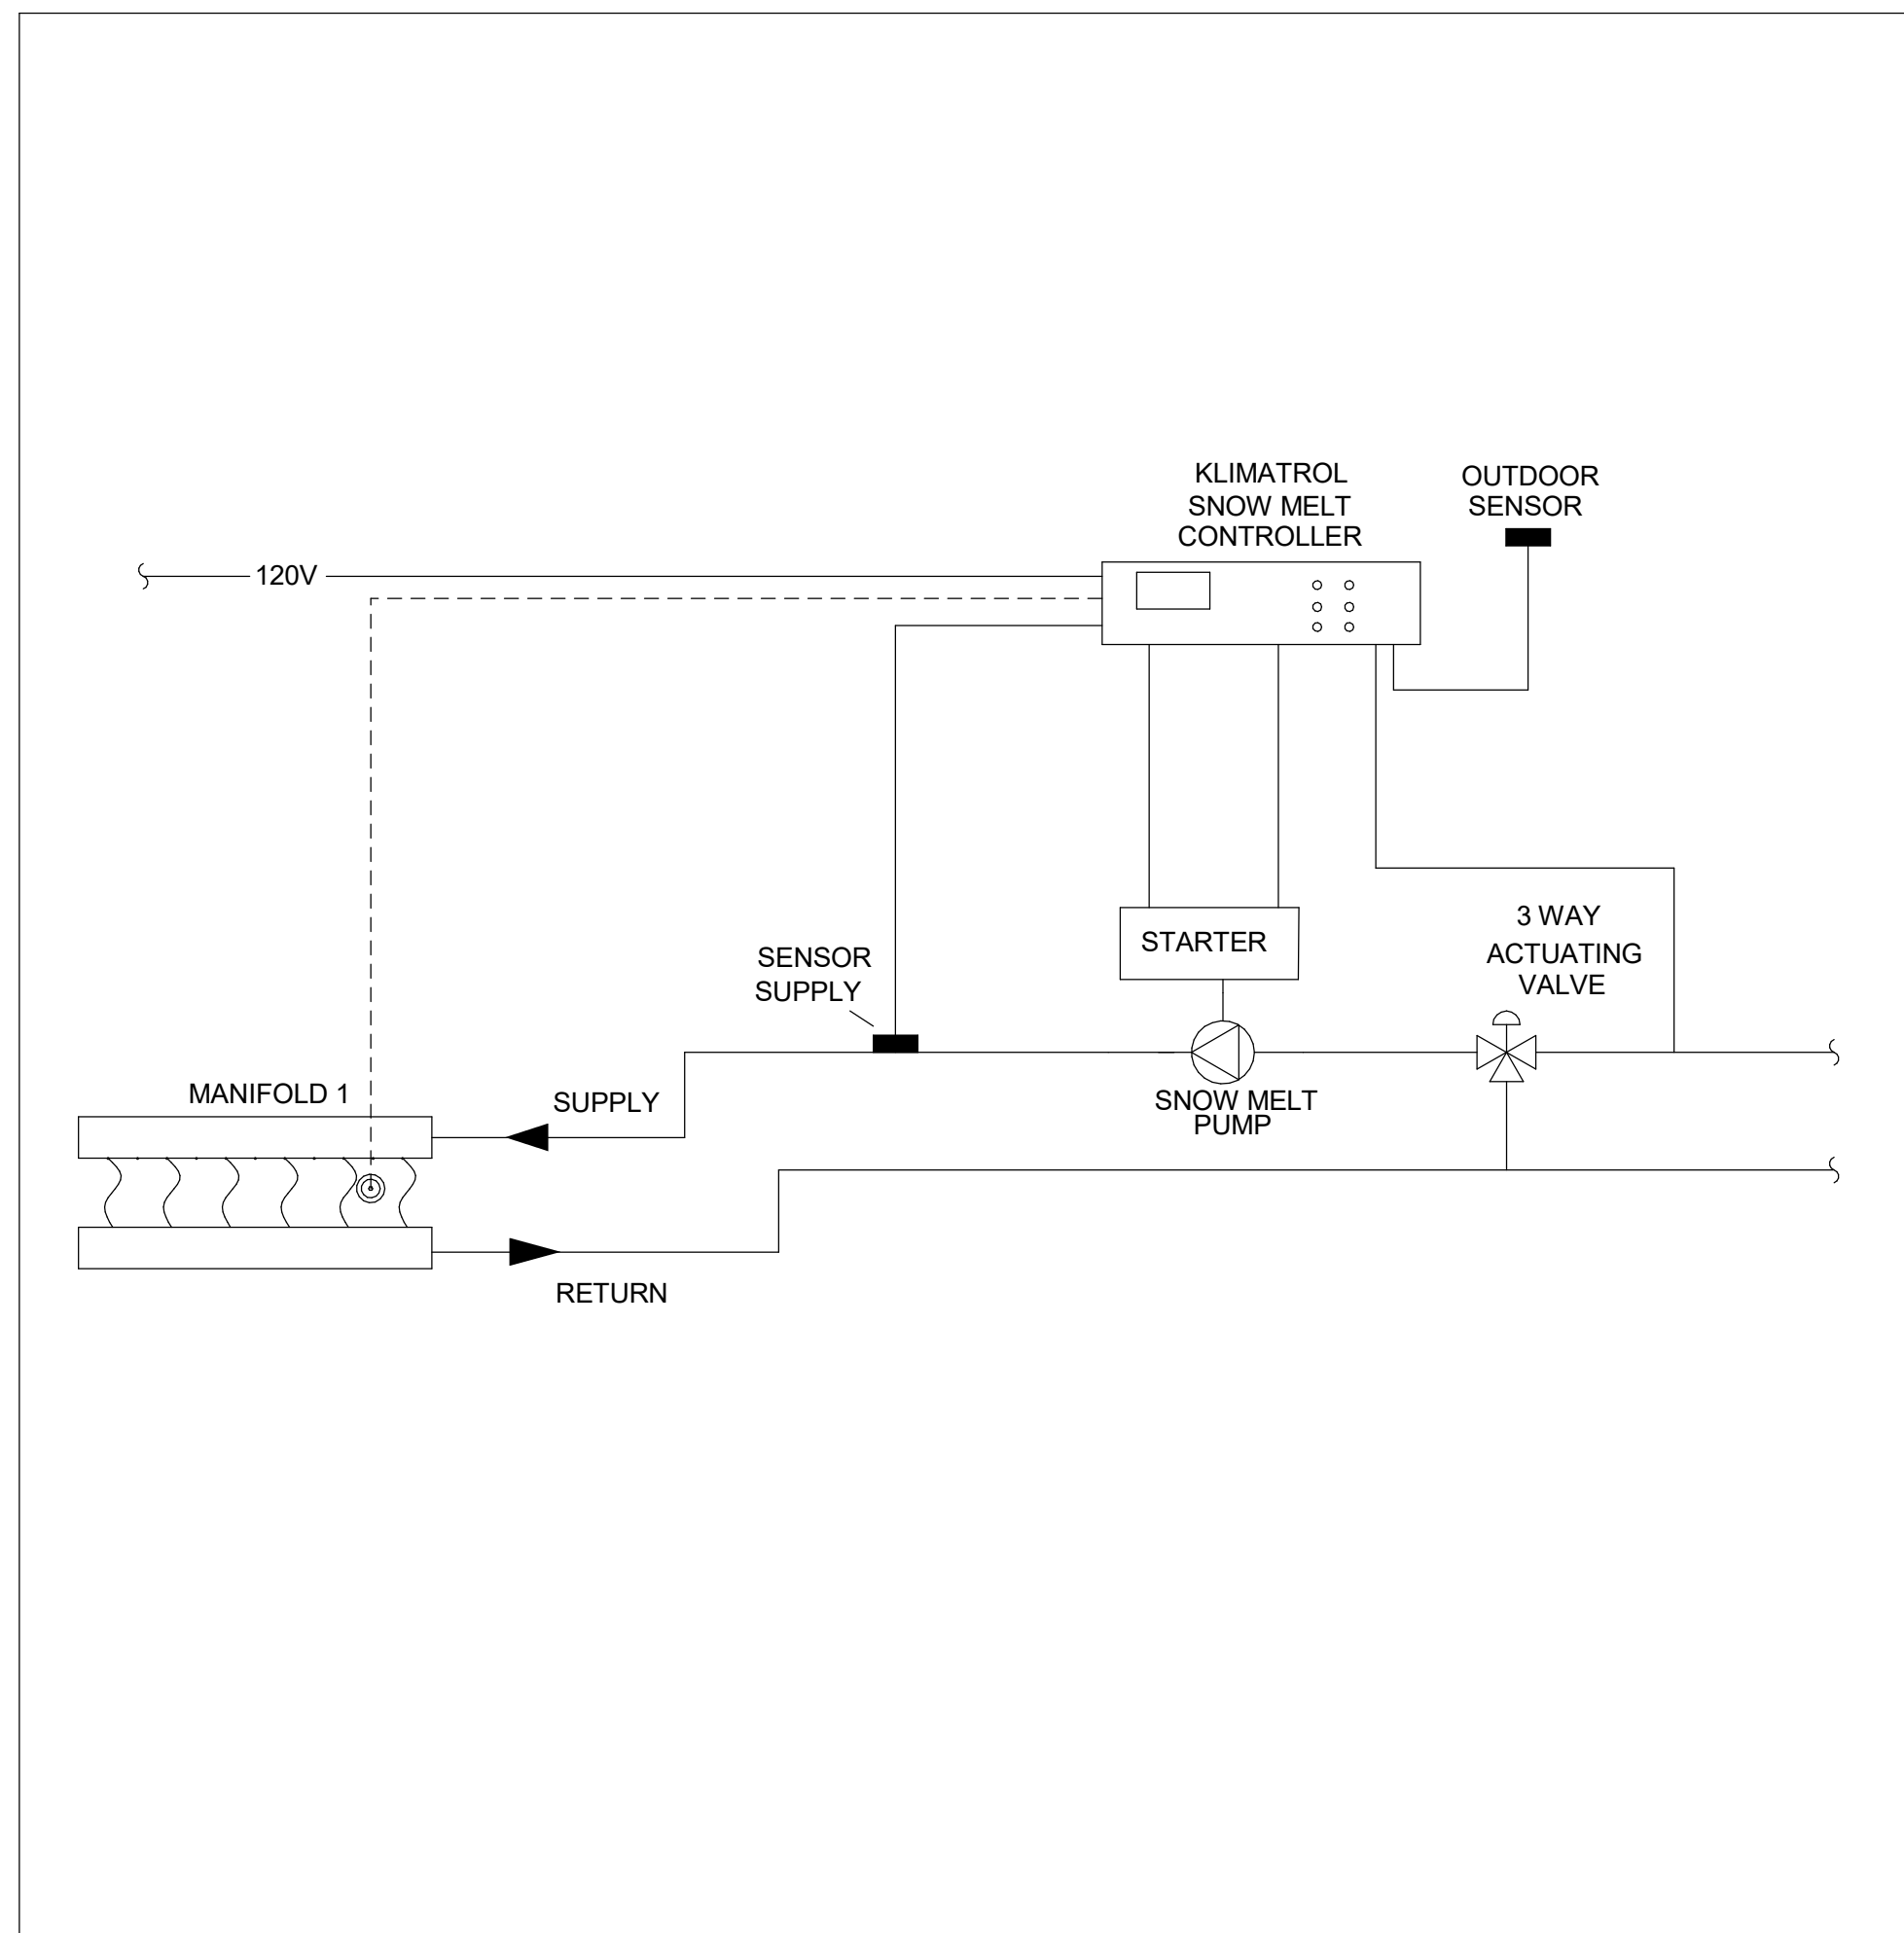 KLIMATROL
SNOW MELT
CONTROLLER
OUTDOOR
SENSOR
120V
3 WAY
ACTUATING
VALVE
STARTER
SENSOR
SUPPLY
MANIFOLD 1
SUPPLY
SNOW MELT
PUMP
RETURN